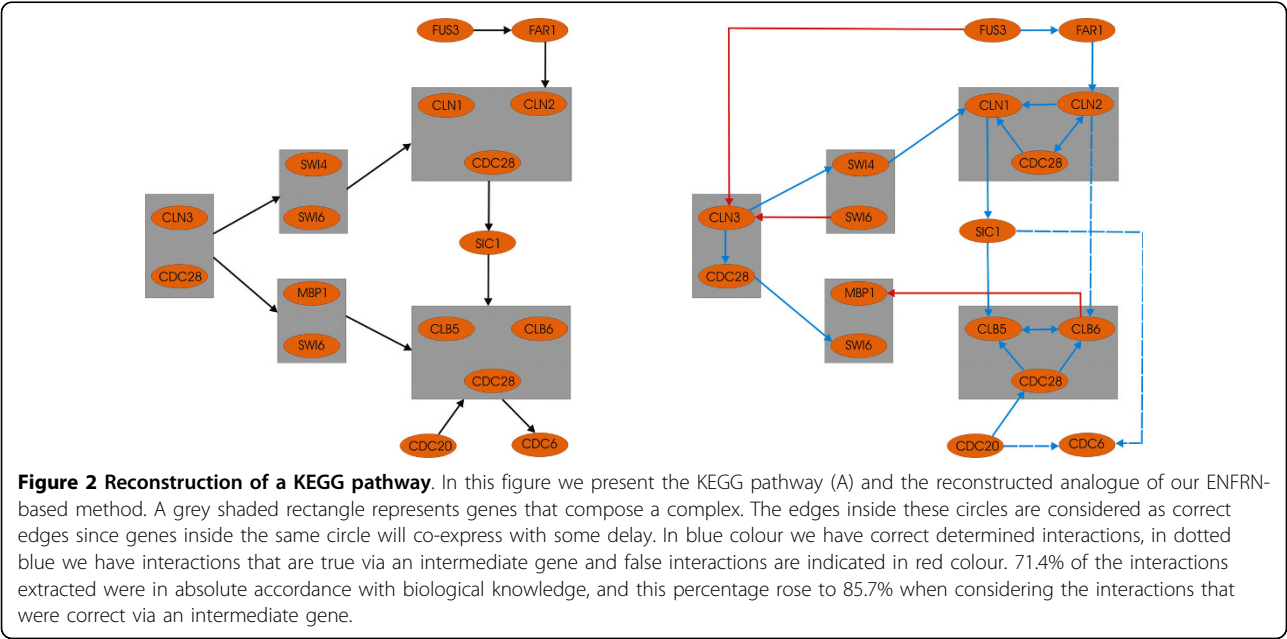 FUS3 FAR1
CLN1 CLN2
CDC28
SWI4
SWI6
CLN3
CDC28
SIC1
MBP1
SWI6
CLB5 CLB6
CDC28
CDC20 CDC6
FUS3 FAR1
CLN1 CLN2
CDC28
SWI4
SWI6
CLN3
CDC28
SIC1
MBP1
SWI6
CLB5 CLB6
CDC28
CDC20 CDC6
Figure 2 Reconstruction of a KEGG pathway. In this figure we present the KEGG pathway (A) and the reconstructed analogue of our ENFRN-
based method. A grey shaded rectangle represents genes that compose a complex. The edges inside these circles are considered as correct
edges since genes inside the same circle will co-express with some delay. In blue colour we have correct determined interactions, in dotted
blue we have interactions that are true via an intermediate gene and false interactions are indicated in red colour. 71.4% of the interactions
extracted were in absolute accordance with biological knowledge, and this percentage rose to 85.7% when considering the interactions that
were correct via an intermediate gene.